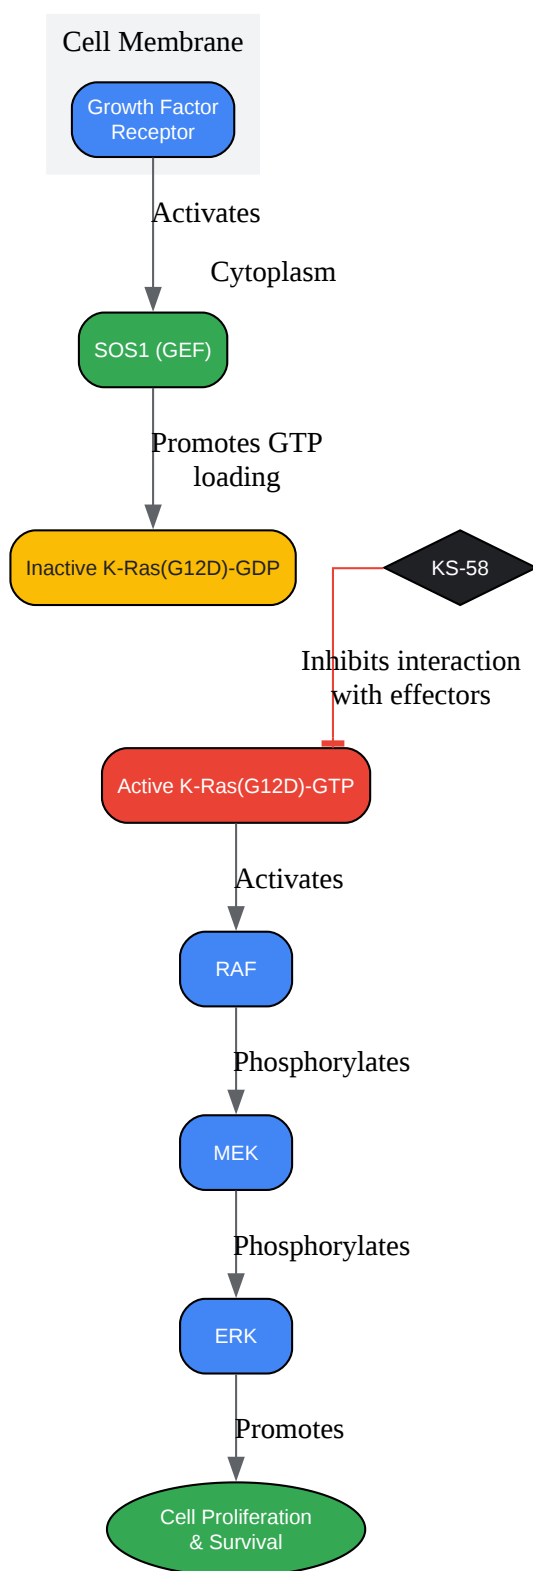 Cell Membrane
Growth Factor
Receptor
Activates
Cytoplasm
SOS1 (GEF)
Promotes GTP
loading
Inactive K-Ras(G12D)-GDP
KS-58
Inhibits interaction
with effectors
Active K-Ras(G12D)-GTP
Activates
RAF
Phosphorylates
MEK
Phosphorylates
ERK
Promotes
Cell Proliferation
& Survival